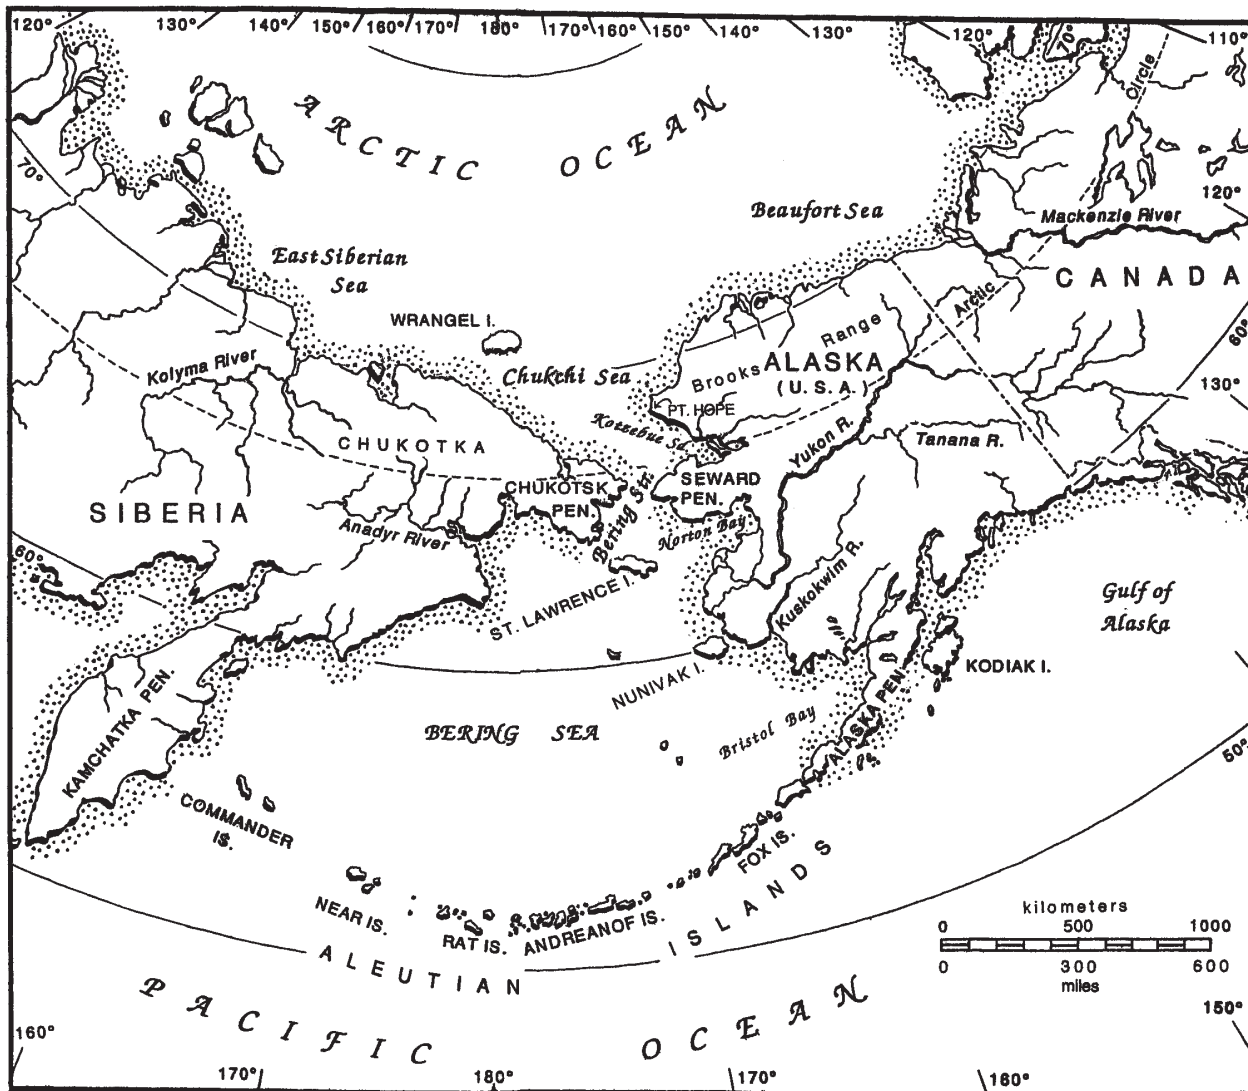 120°
130°
140°
150°
160°
170°
180°
170°
160°
150°
140°
130°
120°
70°
110°
Circle
ARCTIC OCEAN
70°
120°
Beaufort Sea
Mackenzie River
East Siberian
Sea
CANADA
WRANGEL I.
Arctic
Range
60°
Kolyma River
Chukchi Sea
Brooks
ALASKA
(U.S.A.)
130°
PT. HOPE
Kotzebue Sd.
CHUKOTKA
Yukon R.
Tanana R.
CHUKOTSK
PEN.
SEWARD
PEN.
SIBERIA
Bering Str.
Anadyr River
Norton Bay
60°
Kuskokwim R.
ST. LAWRENCE I.
Gulf of
Alaska
KODIAK I.
NUNIVAK I.
KAMCHATKA PEN.
BERING SEA
Bristol Bay
ALASKA PEN.
50°
COMMANDER
IS.
FOX IS.
NEAR IS.
RAT IS.
ANDREANOF IS.
ALEUTIAN ISLANDS
kilometers
0 500 1000
0 300 600
miles
PACIFIC OCEAN
150°
160°
170°
180°
170°
160°